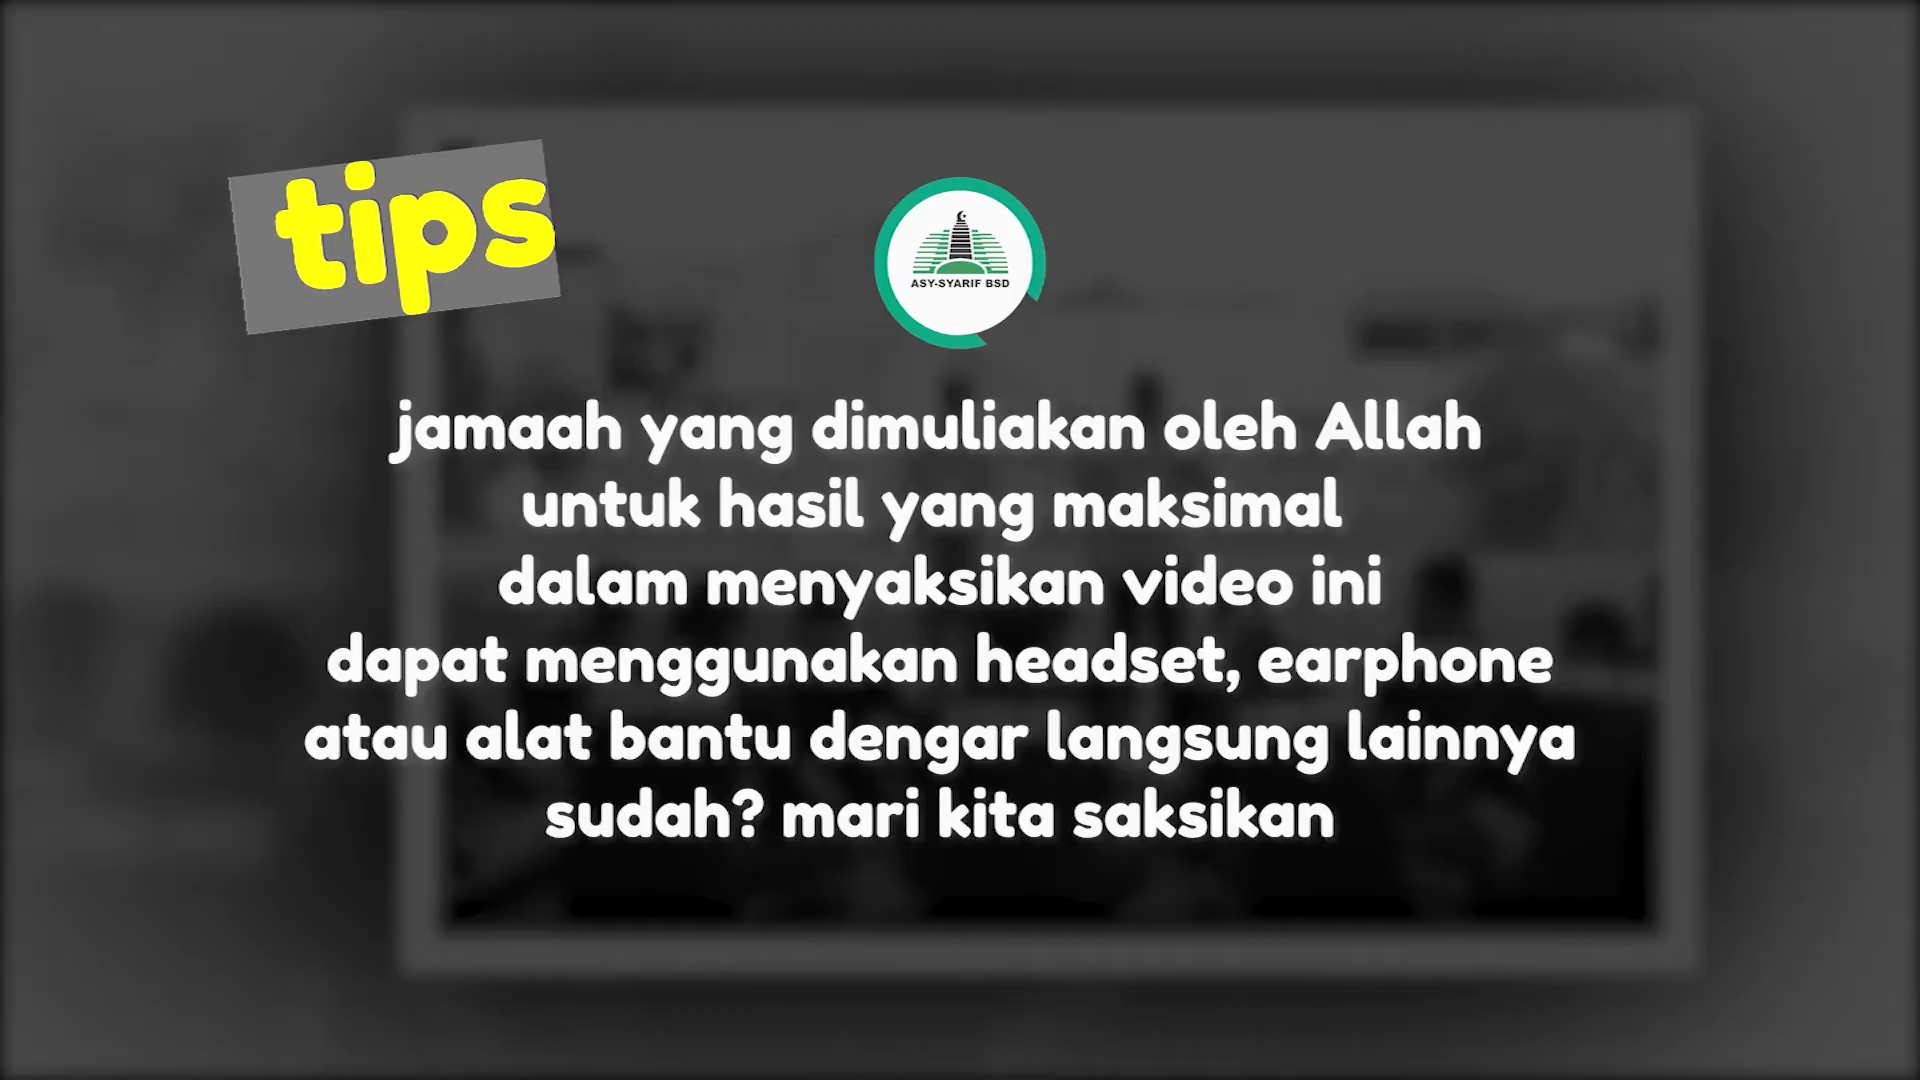 tips
ASY-SYARIF BSD
jamaah yang dimuliakan oleh Allah
untuk hasil yang maksimal
dalam menyaksikan video ini
dapat menggunakan headset, earphone
atau alat bantu dengar langsung lainnya
sudah? mari kita saksikan